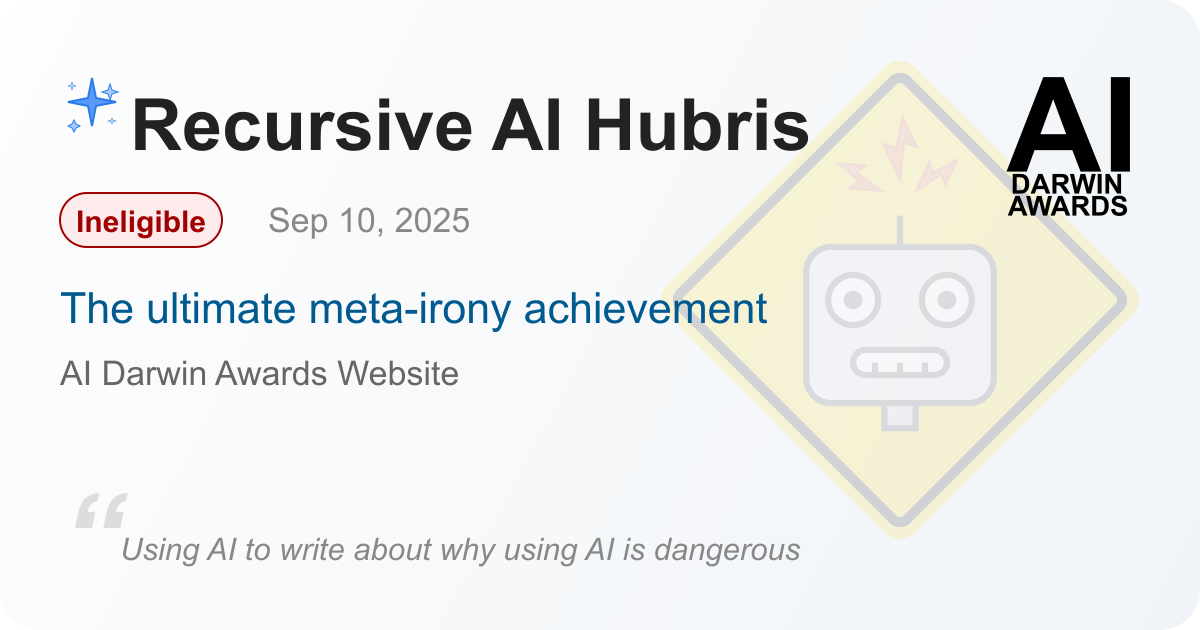 Recursive AI Hubris
AI
DARWIN
AWARDS
Ineligible
Sep 10, 2025
The ultimate meta-irony achievement
AI Darwin Awards Website
“
Using AI to write about why using AI is dangerous